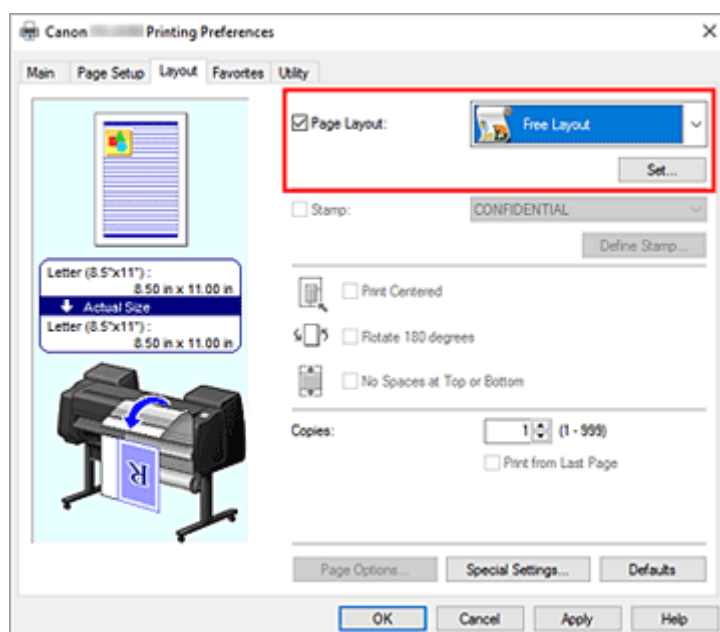 Canon Printing Preferences
Main Page Setup Layout Favorites Utility
Page Layout: Free Layout
Set...
Stamp: CONFIDENTIAL
Define Stamp...
Letter (8.5"x11") :
8.50 in x 11.00 in
Actual Size
Letter (8.5"x11") :
8.50 in x 11.00 in
Print Centered
Rotate 180 degrees
No Spaces at Top or Bottom
Copies: 1 (1 - 999)
Print from Last Page
R
Page Options... Special Settings... Defaults
OK Cancel Apply Help